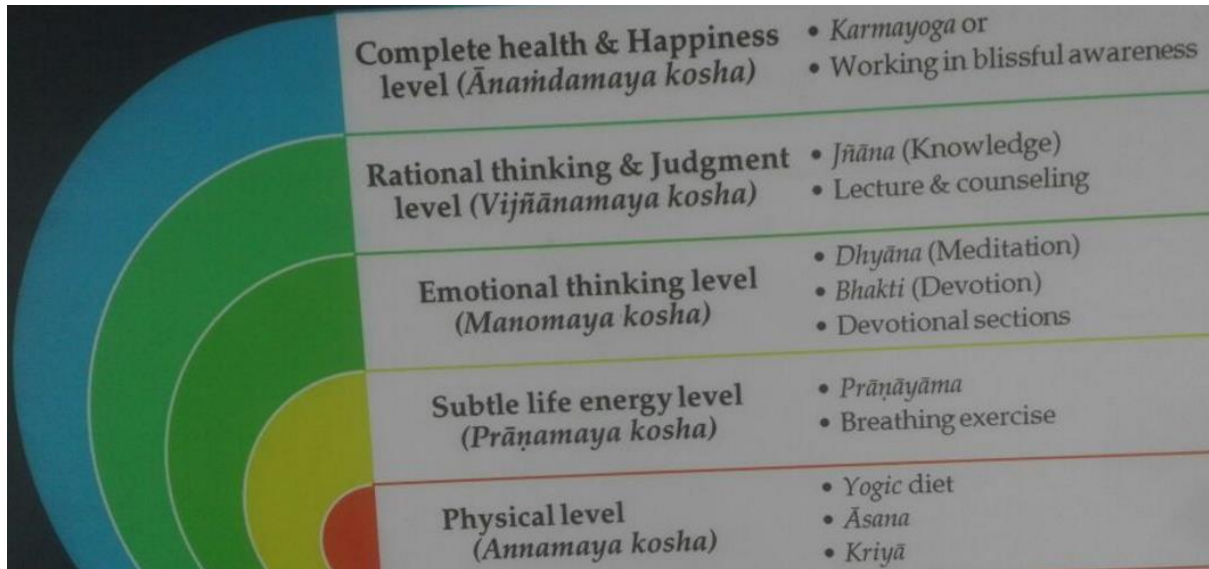 Complete health & Happiness
level (Ānaṁdamaya kosha)
• Karmayoga or
• Working in blissful awareness
Rational thinking & Judgment
level (Vijñānamaya kosha)
• Jñāna (Knowledge)
• Lecture & counseling
Emotional thinking level
(Manomaya kosha)
• Dhyāna (Meditation)
• Bhakti (Devotion)
• Devotional sections
Subtle life energy level
(Prāṇamaya kosha)
• Prāṇāyāma
• Breathing exercise
Physical level
(Annamaya kosha)
• Yogic diet
• Āsana
• Kriyā